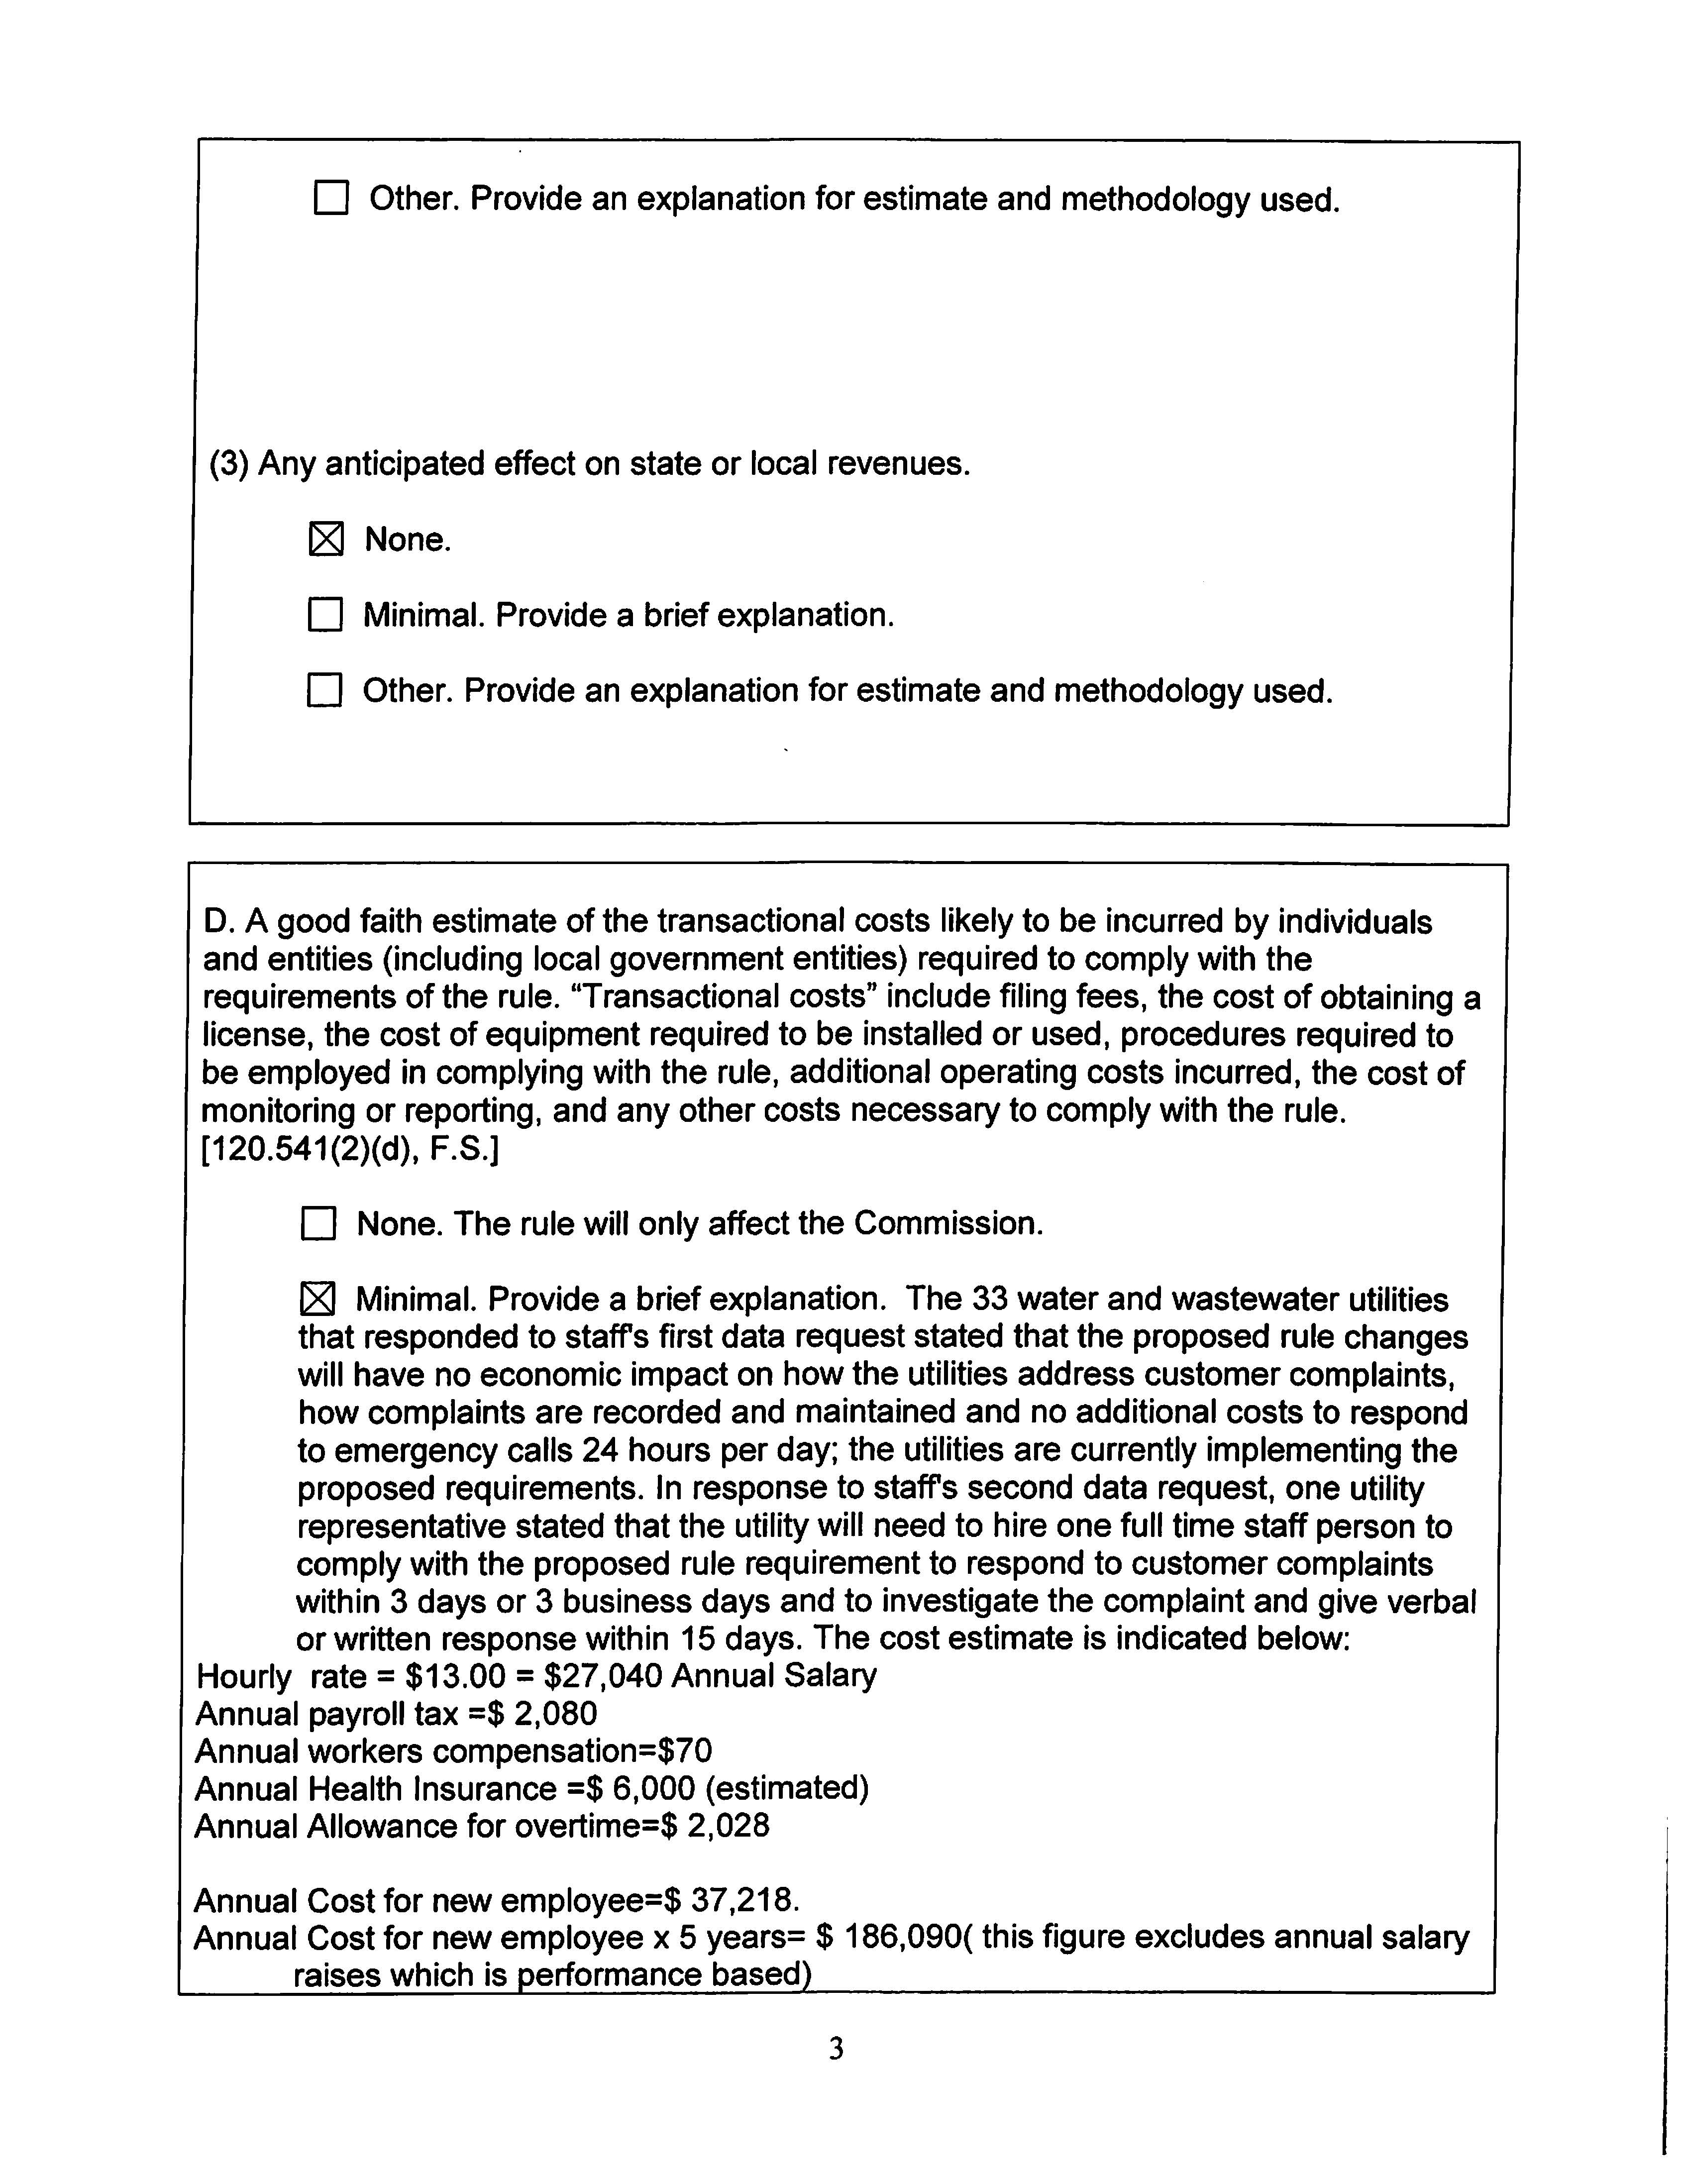 ☐ Other. Provide an explanation for estimate and methodology used.
(3) Any anticipated effect on state or local revenues.
☒ None.
☐ Minimal. Provide a brief explanation.
☐ Other. Provide an explanation for estimate and methodology used.
D. A good faith estimate of the transactional costs likely to be incurred by individuals
and entities (including local government entities) required to comply with the
requirements of the rule. “Transactional costs” include filing fees, the cost of obtaining a
license, the cost of equipment required to be installed or used, procedures required to
be employed in complying with the rule, additional operating costs incurred, the cost of
monitoring or reporting, and any other costs necessary to comply with the rule.
[120.541(2)(d), F.S.]
☐ None. The rule will only affect the Commission.
☒ Minimal. Provide a brief explanation. The 33 water and wastewater utilities
that responded to staff's first data request stated that the proposed rule changes
will have no economic impact on how the utilities address customer complaints,
how complaints are recorded and maintained and no additional costs to respond
to emergency calls 24 hours per day; the utilities are currently implementing the
proposed requirements. In response to staff's second data request, one utility
representative stated that the utility will need to hire one full time staff person to
comply with the proposed rule requirement to respond to customer complaints
within 3 days or 3 business days and to investigate the complaint and give verbal
or written response within 15 days. The cost estimate is indicated below:
Hourly rate = $13.00 = $27,040 Annual Salary
Annual payroll tax =$ 2,080
Annual workers compensation=$70
Annual Health Insurance =$ 6,000 (estimated)
Annual Allowance for overtime=$ 2,028
Annual Cost for new employee=$ 37,218.
Annual Cost for new employee x 5 years= $ 186,090( this figure excludes annual salary
raises which is performance based)
3